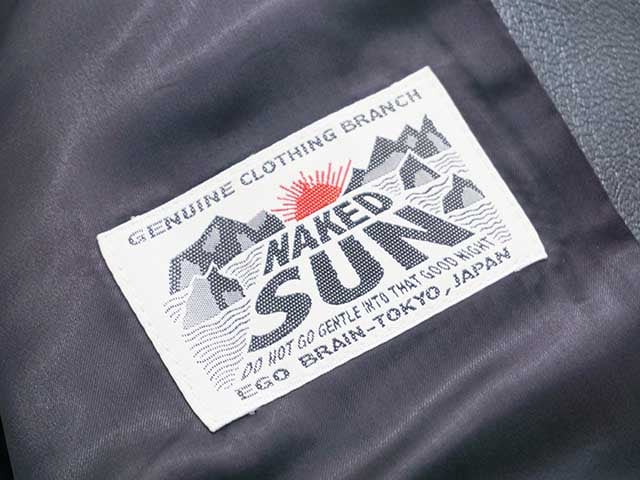 GENUINE CLOTHING BRANCH
NAKED
SUN
DO NOT GO GENTLE INTO THAT GOOD NIGHT
EGO BRAIN-TOKYO, JAPAN